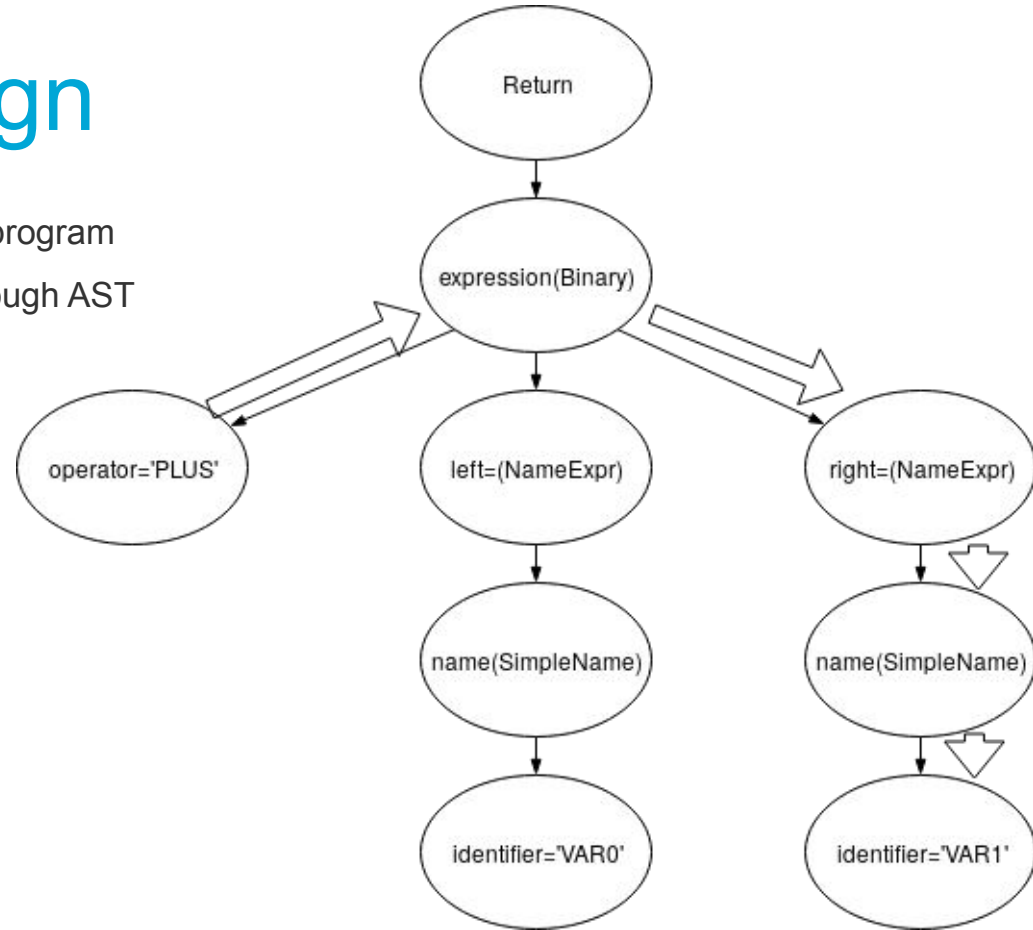 gn
program
ough AST
Return
expression(Binary)
operator='PLUS'
left=(NameExpr)
right=(NameExpr)
name(SimpleName)
name(SimpleName)
identifier='VAR0'
identifier='VAR1'